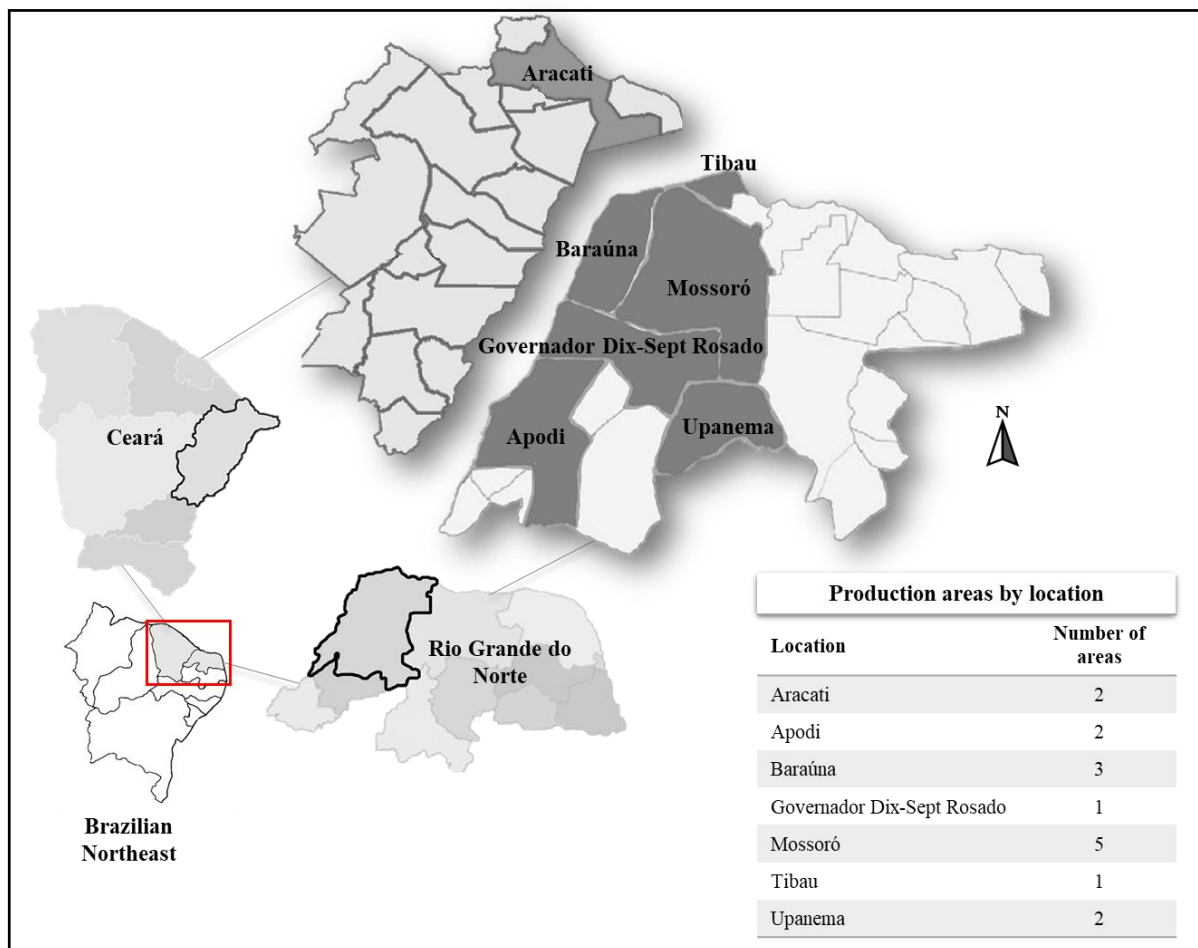 Aracati
Tibau
Baraúna
Mossoró
Governador Dix-Sept Rosado
Apodi
Upanema
N
Ceará
Rio Grande do
Norte
Brazilian
Northeast
Production areas by location
Location Number of
areas
Aracati 2
Apodi 2
Baraúna 3
Governador Dix-Sept Rosado 1
Mossoró 5
Tibau 1
Upanema 2